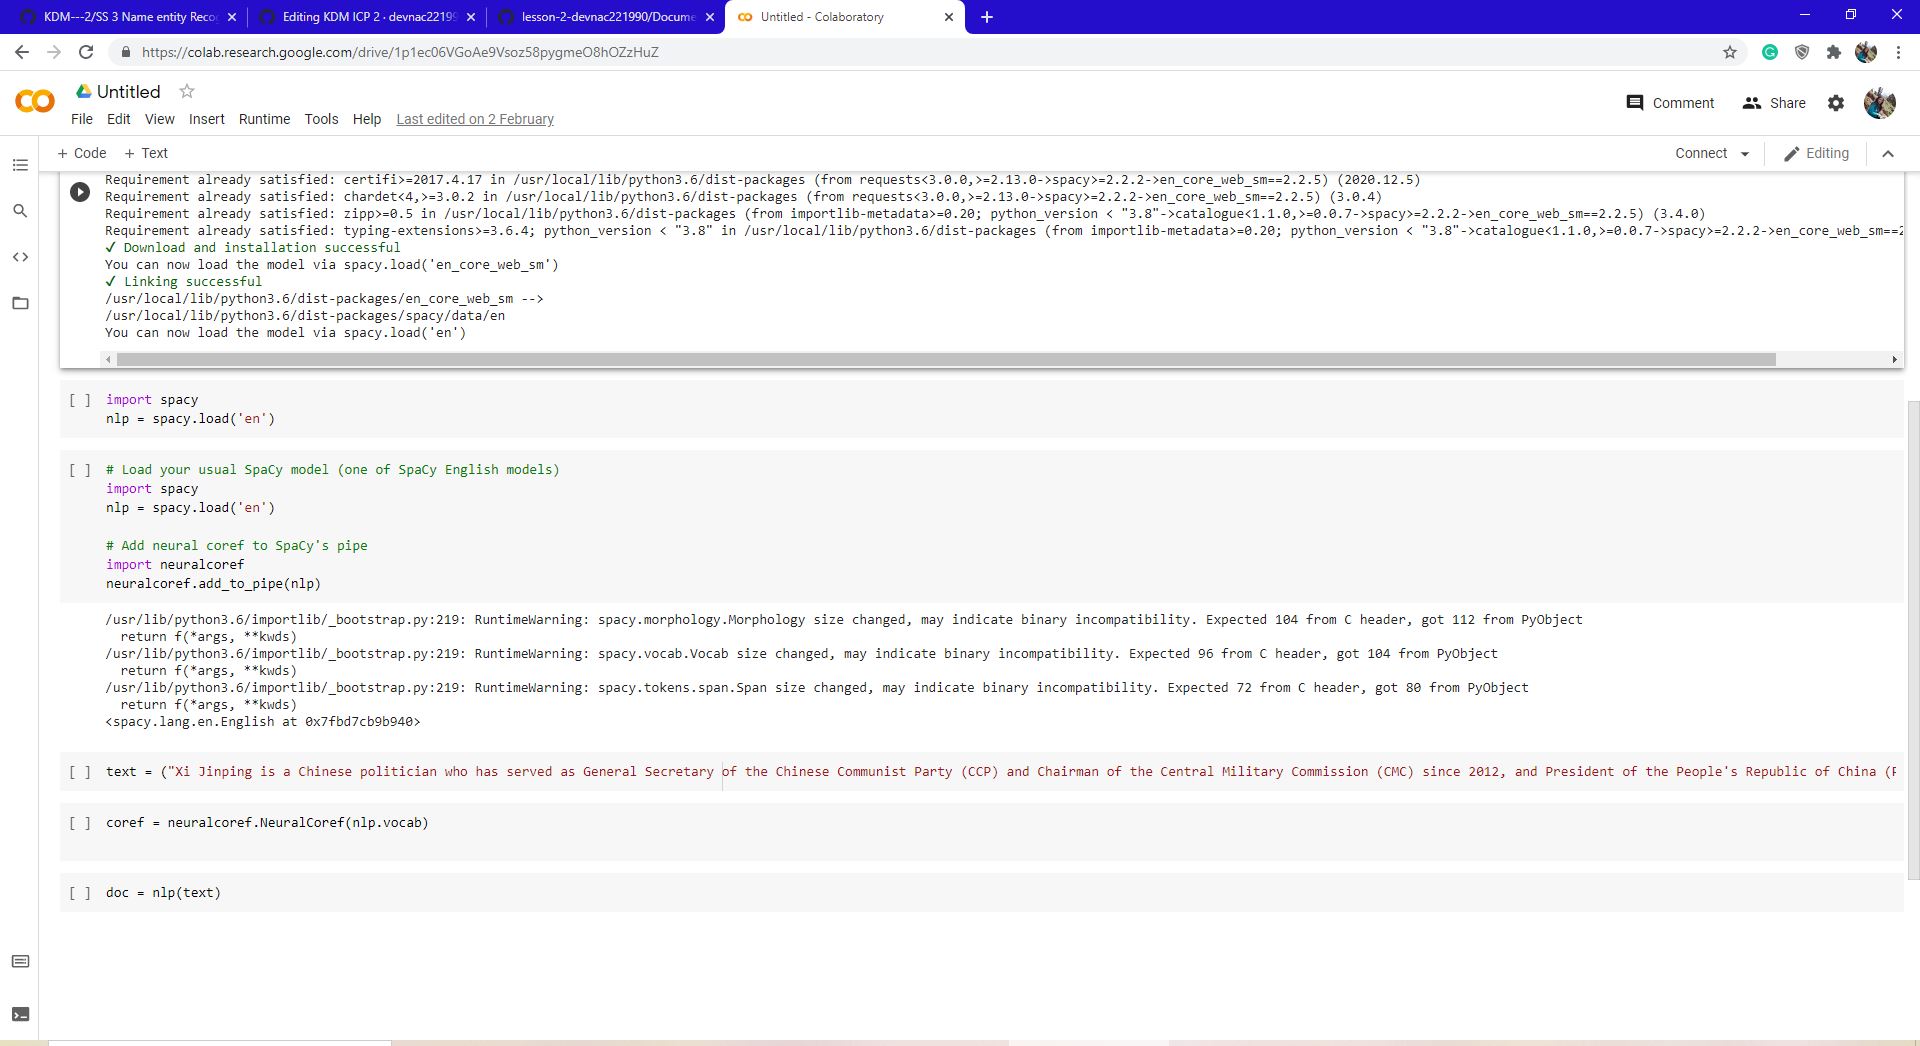 KDM---2/SS 3 Name entity Reco
Editing KDM ICP 2 · devnac22199
lesson-2-devnac221990/Docume
Untitled - Colaboratory
https://colab.research.google.com/drive/1p1ec06VGoAe9Vsoz58pygmeO8hOZzHuZ
Untitled
Comment
Share
File Edit View Insert Runtime Tools Help Last edited on 2 February
+ Code + Text
Connect
Editing
Requirement already satisfied: certifi>=2017.4.17 in /usr/local/lib/python3.6/dist-packages (from requests<3.0.0,>=2.13.0->spacy>=2.2.2->en_core_web_sm==2.2.5) (2020.12.5)
Requirement already satisfied: chardet<4,>=3.0.2 in /usr/local/lib/python3.6/dist-packages (from requests<3.0.0,>=2.13.0->spacy>=2.2.2->en_core_web_sm==2.2.5) (3.0.4)
Requirement already satisfied: zipp>=0.5 in /usr/local/lib/python3.6/dist-packages (from importlib-metadata>=0.20; python_version < "3.8"->catalogue<1.1.0,>=0.0.7->spacy>=2.2.2->en_core_web_sm==2.2.5) (3.4.0)
Requirement already satisfied: typing-extensions>=3.6.4; python_version < "3.8" in /usr/local/lib/python3.6/dist-packages (from importlib-metadata>=0.20; python_version < "3.8"->catalogue<1.1.0,>=0.0.7->spacy>=2.2.2->en_core_web_sm==2
✔ Download and installation successful
You can now load the model via spacy.load('en_core_web_sm')
✔ Linking successful
/usr/local/lib/python3.6/dist-packages/en_core_web_sm -->
/usr/local/lib/python3.6/dist-packages/spacy/data/en
You can now load the model via spacy.load('en')
[ ] import spacy
nlp = spacy.load('en')
[ ] # Load your usual SpaCy model (one of SpaCy English models)
import spacy
nlp = spacy.load('en')
# Add neural coref to SpaCy's pipe
import neuralcoref
neuralcoref.add_to_pipe(nlp)
/usr/lib/python3.6/importlib/_bootstrap.py:219: RuntimeWarning: spacy.morphology.Morphology size changed, may indicate binary incompatibility. Expected 104 from C header, got 112 from PyObject
return f(*args, **kwds)
/usr/lib/python3.6/importlib/_bootstrap.py:219: RuntimeWarning: spacy.vocab.Vocab size changed, may indicate binary incompatibility. Expected 96 from C header, got 104 from PyObject
return f(*args, **kwds)
/usr/lib/python3.6/importlib/_bootstrap.py:219: RuntimeWarning: spacy.tokens.span.Span size changed, may indicate binary incompatibility. Expected 72 from C header, got 80 from PyObject
return f(*args, **kwds)
<spacy.lang.en.English at 0x7fbd7cb9b940>
[ ] text = ("Xi Jinping is a Chinese politician who has served as General Secretary of the Chinese Communist Party (CCP) and Chairman of the Central Military Commission (CMC) since 2012, and President of the People's Republic of China (
[ ] coref = neuralcoref.NeuralCoref(nlp.vocab)
[ ] doc = nlp(text)